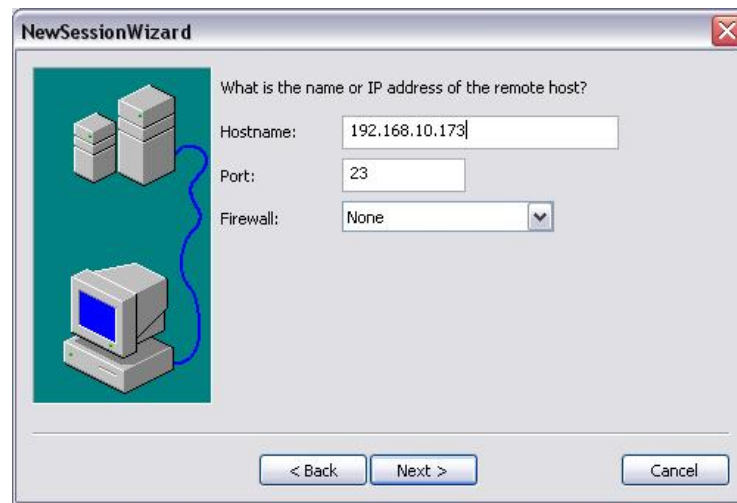 NewSessionWizard
What is the name or IP address of the remote host?
Hostname: 192.168.10.173
Port: 23
Firewall: None
< Back Next > Cancel